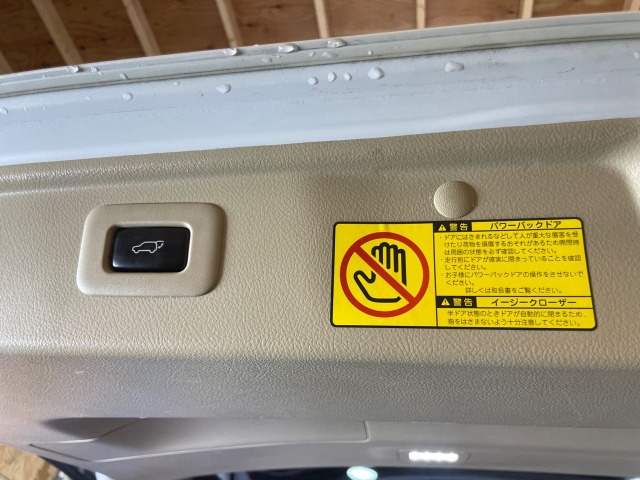 警告 パワーバックドア
・ドアにはさまれるなどして人が重大な傷害を受
けたり荷物を損傷するおそれがあるため開閉時
は周囲の状態を必ず確認してください。
・走行前にドアが確実に閉まっていることを確認
してください。
・お子様にパワーバックドアの操作をさせないで
ください。
詳しくは取扱書をご覧ください。
警告 イージークローザー
半ドア状態のときドアが自動的に閉まるため、
指をはさまないよう十分注意してください。